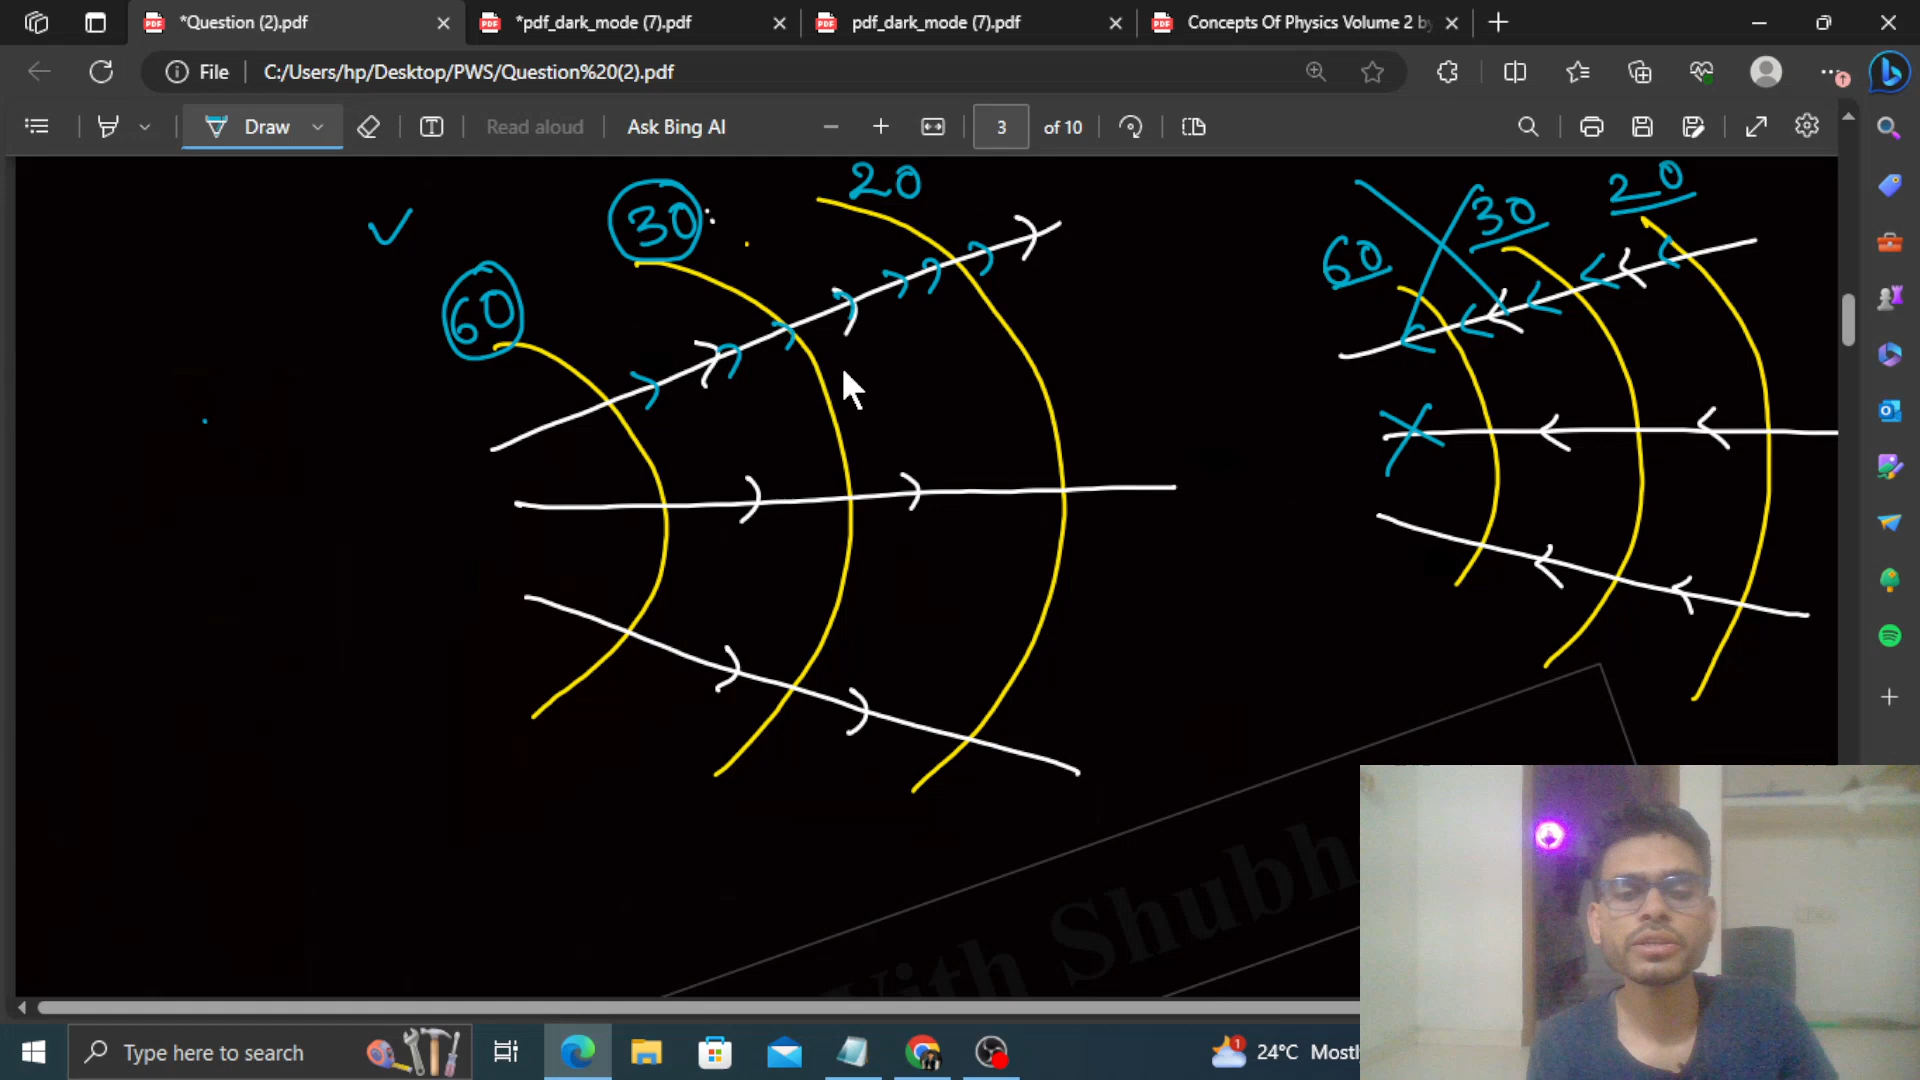 *Question (2).pdf
*pdf_dark_mode (7).pdf
pdf_dark_mode (7).pdf
Concepts Of Physics Volume 2 by
File
C:/Users/hp/Desktop/PWS/Question%20(2).pdf
Draw
Read aloud
Ask Bing AI
3
of 10
20
30
60
60
30
20
With Shubh
Type here to search
24°C